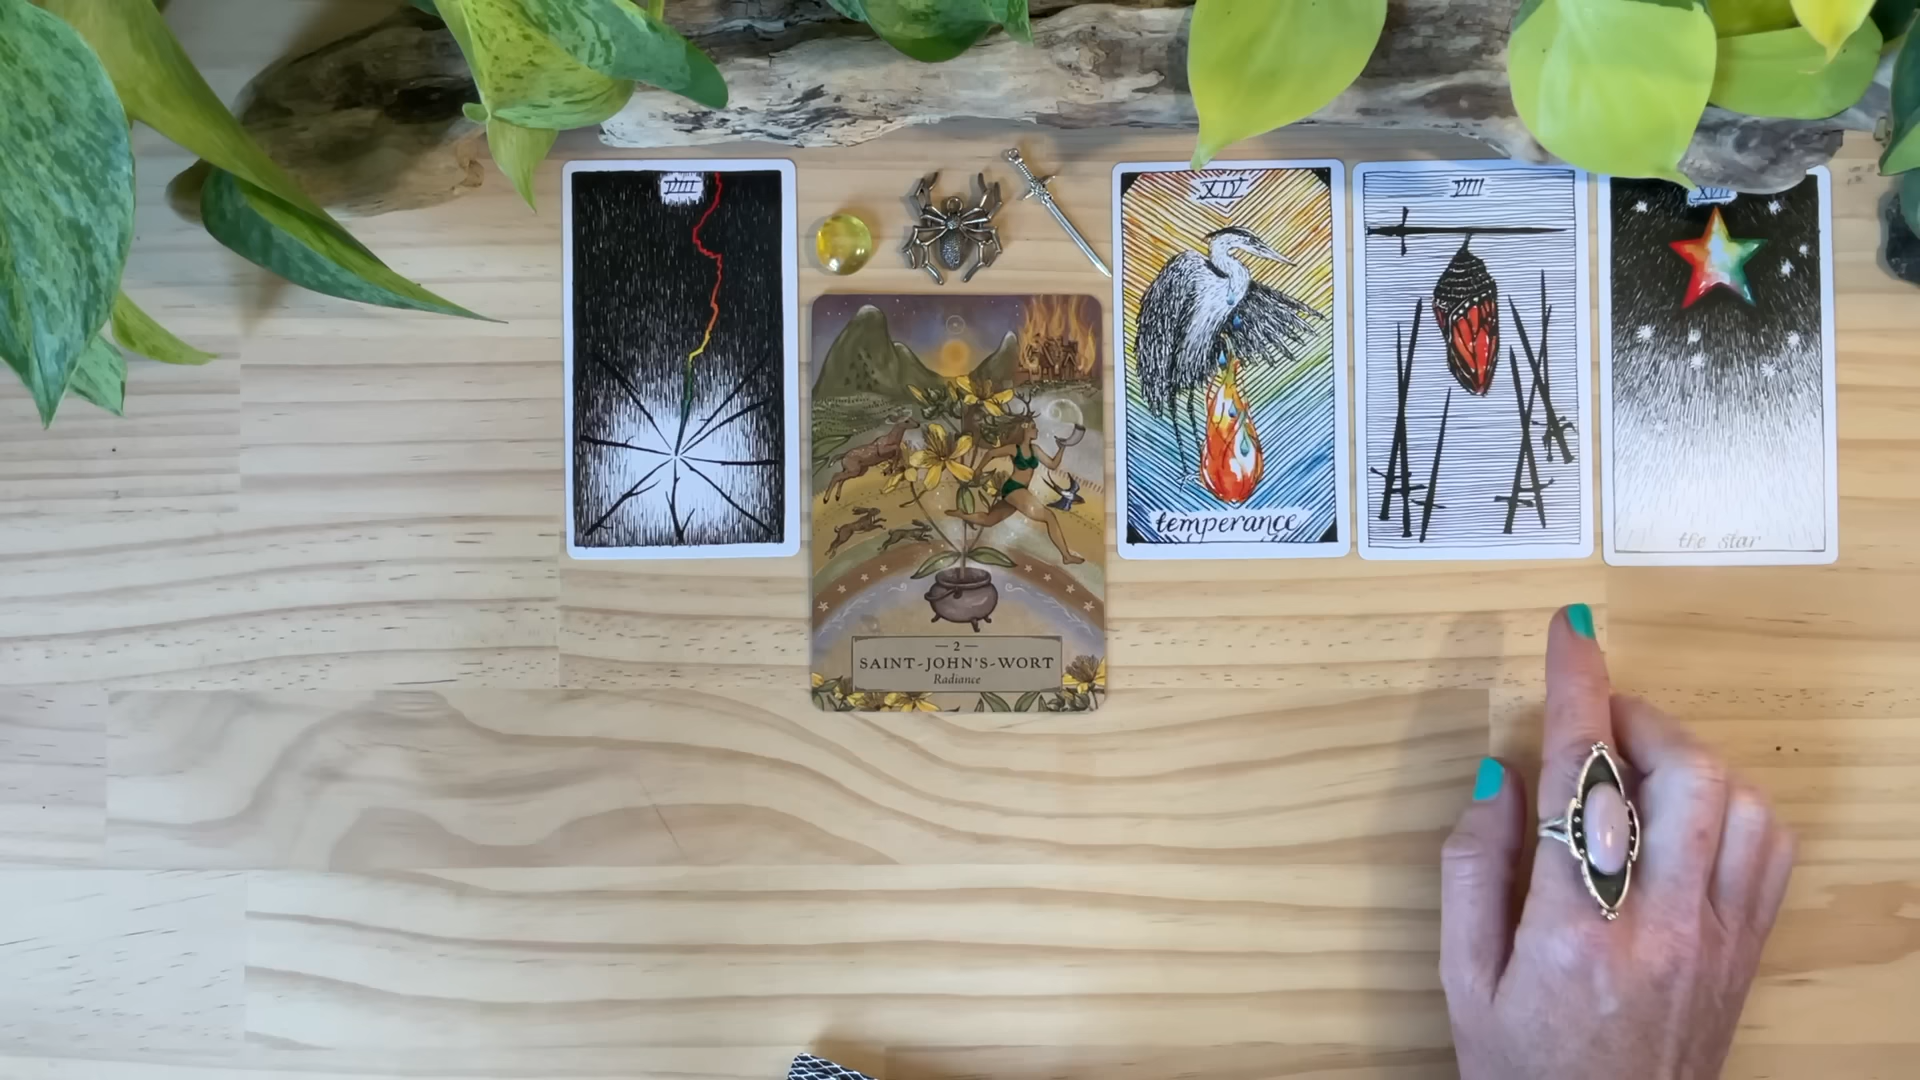 VIII
XIV
temperance
VIII
XVII
the star
2
SAINT-JOHN'S-WORT
Radiance